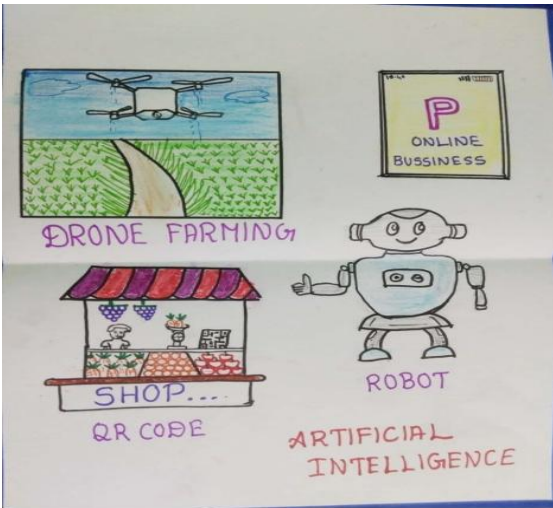 P
ONLINE
BUSSINESS
DRONE FARMING
SHOP....
QR CODE
ROBOT
ARTIFICIAL
INTELLIGENCE